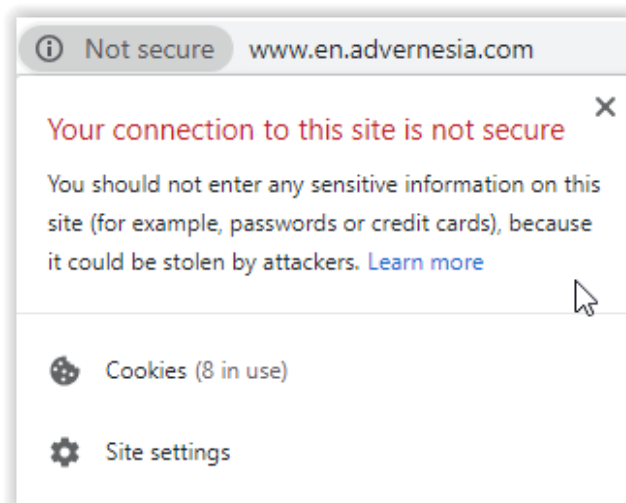 Not secure www.en.advernesia.com
Your connection to this site is not secure
You should not enter any sensitive information on this
site (for example, passwords or credit cards), because
it could be stolen by attackers. Learn more
Cookies (8 in use)
Site settings